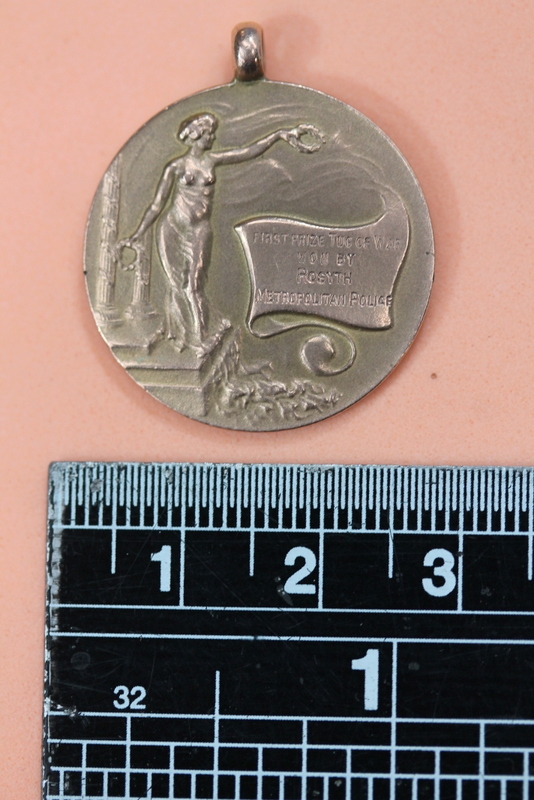 FIRST PRIZE TUG OF WAR
WON BY
ROSYTH
METROPOLITAN POLICE
1 2 3
1
32